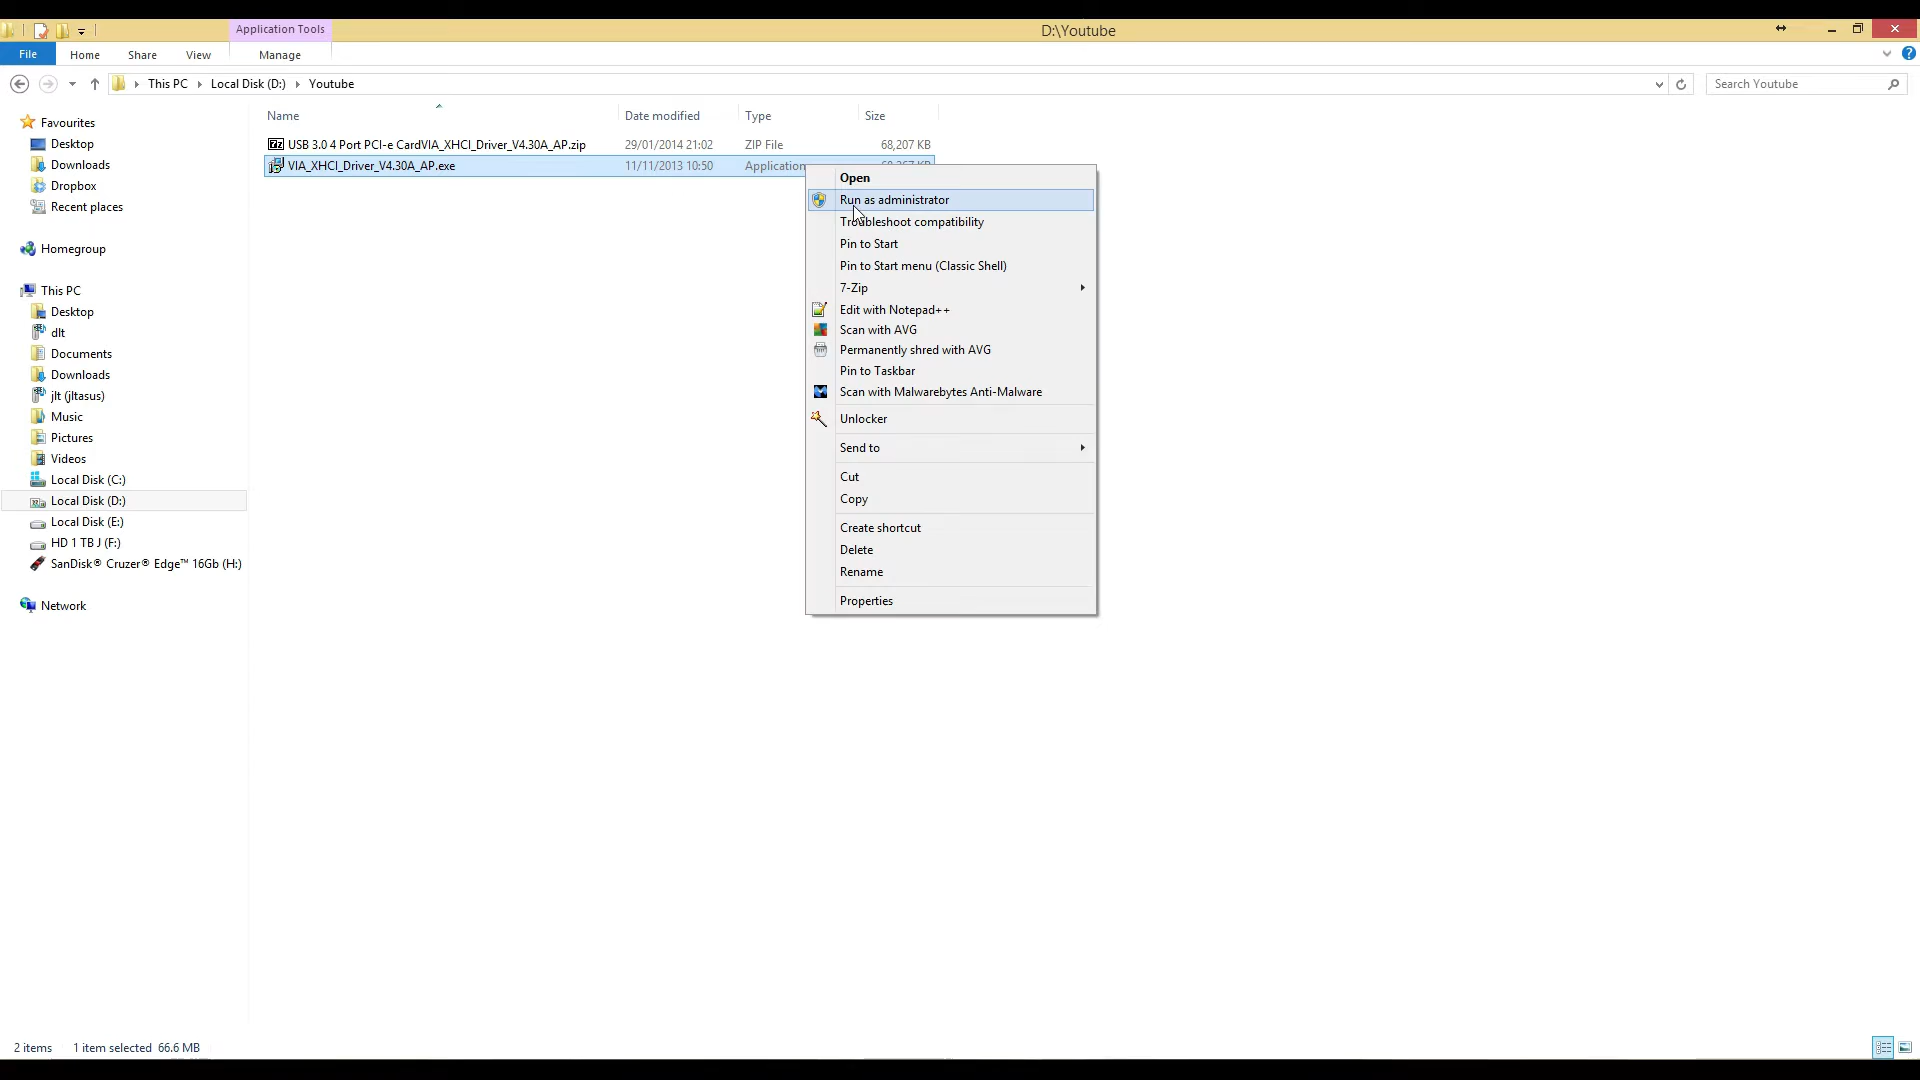 Application Tools
D:\Youtube
File
Home
Share
View
Manage
This PC
Local Disk (D:)
Youtube
Search Youtube
Name
Date modified
Type
Size
USB 3.0 4 Port PCI-e CardVIA_XHCI_Driver_V4.30A_AP.zip
29/01/2014 21:02
ZIP File
68,207 KB
VIA_XHCI_Driver_V4.30A_AP.exe
11/11/2013 10:50
Application
Favourites
Desktop
Downloads
Dropbox
Recent places
Homegroup
This PC
Desktop
dlt
Documents
Downloads
jlt (jltasus)
Music
Pictures
Videos
Local Disk (C:)
Local Disk (D:)
Local Disk (E:)
HD 1 TB J (F:)
SanDisk® Cruzer® Edge™ 16Gb (H:)
Network
Open
Run as administrator
Troubleshoot compatibility
Pin to Start
Pin to Start menu (Classic Shell)
7-Zip
Edit with Notepad++
Scan with AVG
Permanently shred with AVG
Pin to Taskbar
Scan with Malwarebytes Anti-Malware
Unlocker
Send to
Cut
Copy
Create shortcut
Delete
Rename
Properties
2 items
1 item selected 66.6 MB